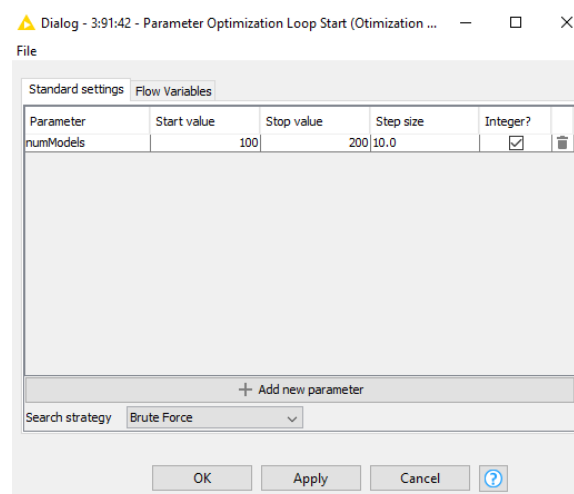 Dialog - 3:91:42 - Parameter Optimization Loop Start (Otimization ...
File
Standard settings Flow Variables
Parameter Start value Stop value Step size Integer?
numModels 100 200 10.0
Add new parameter
Search strategy Brute Force
OK Apply Cancel ?